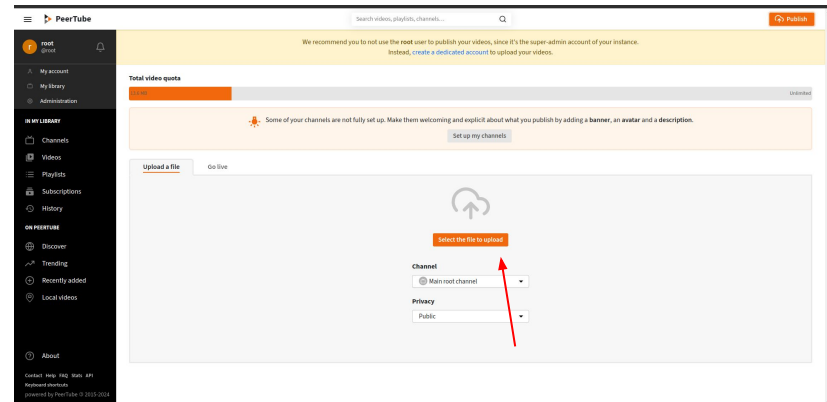 PeerTube
Search videos, playlists, channels...
Publish
root
@root
We recommend you to not use the root user to publish your videos, since it's the super-admin account of your instance.
Instead, create a dedicated account to upload your videos.
My account
My library
Administration
Total video quota
Unlimited
IN MY LIBRARY
Channels
Videos
Playlists
Subscriptions
History
Some of your channels are not fully set up. Make them welcoming and explicit about what you publish by adding a banner, an avatar and a description.
Set up my channels
Upload a file
Go live
Select the file to upload
ON PEERTUBE
Discover
Trending
Recently added
Local videos
Channel
Main root channel
Privacy
Public
About
Contact Help FAQ Stats API
Keyboard shortcuts
powered by PeerTube © 2015-2024